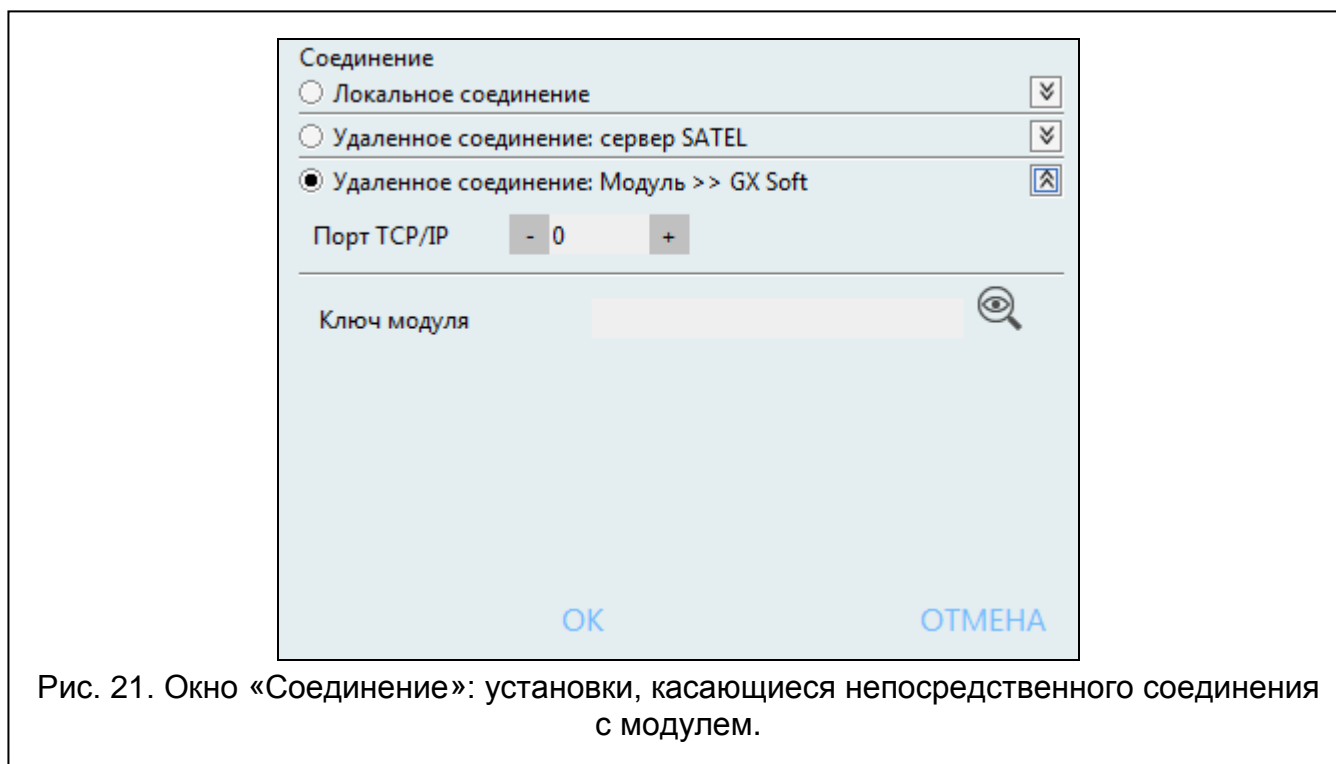 Соединение
Локальное соединение
Удаленное соединение: сервер SATEL
Удаленное соединение: Модуль >> GX Soft
Порт TCP/IP - 0 +
Ключ модуля
OK ОТМЕНА
Рис. 21. Окно «Соединение»: установки, касающиеся непосредственного соединения
с модулем.